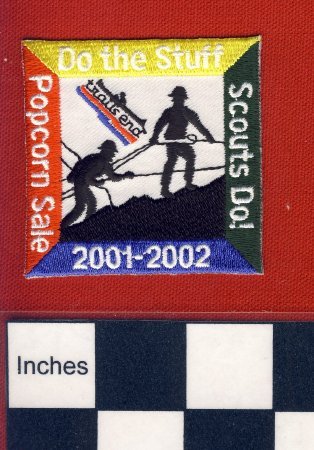 Do the Stuff
Scouts Do!
Popcorn Sale
trails end
2001-2002
Inches